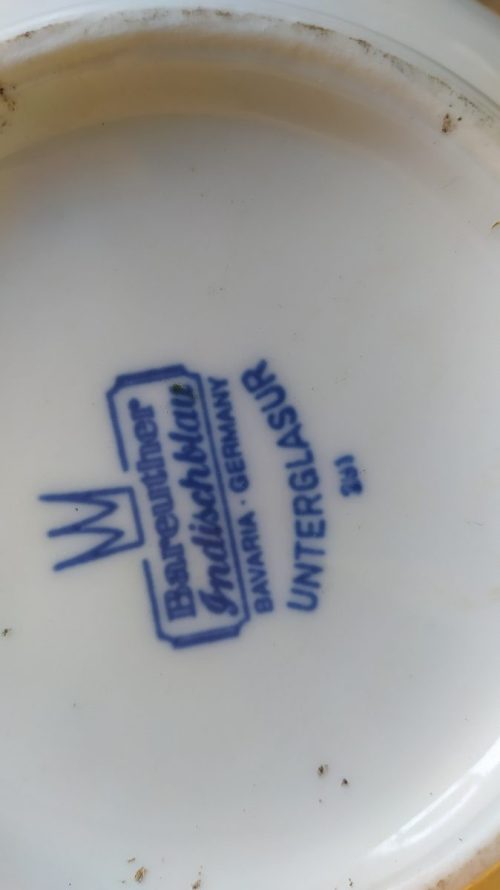 Bareuther
Indischblau
BAVARIA · GERMANY
UNTERGLASUR